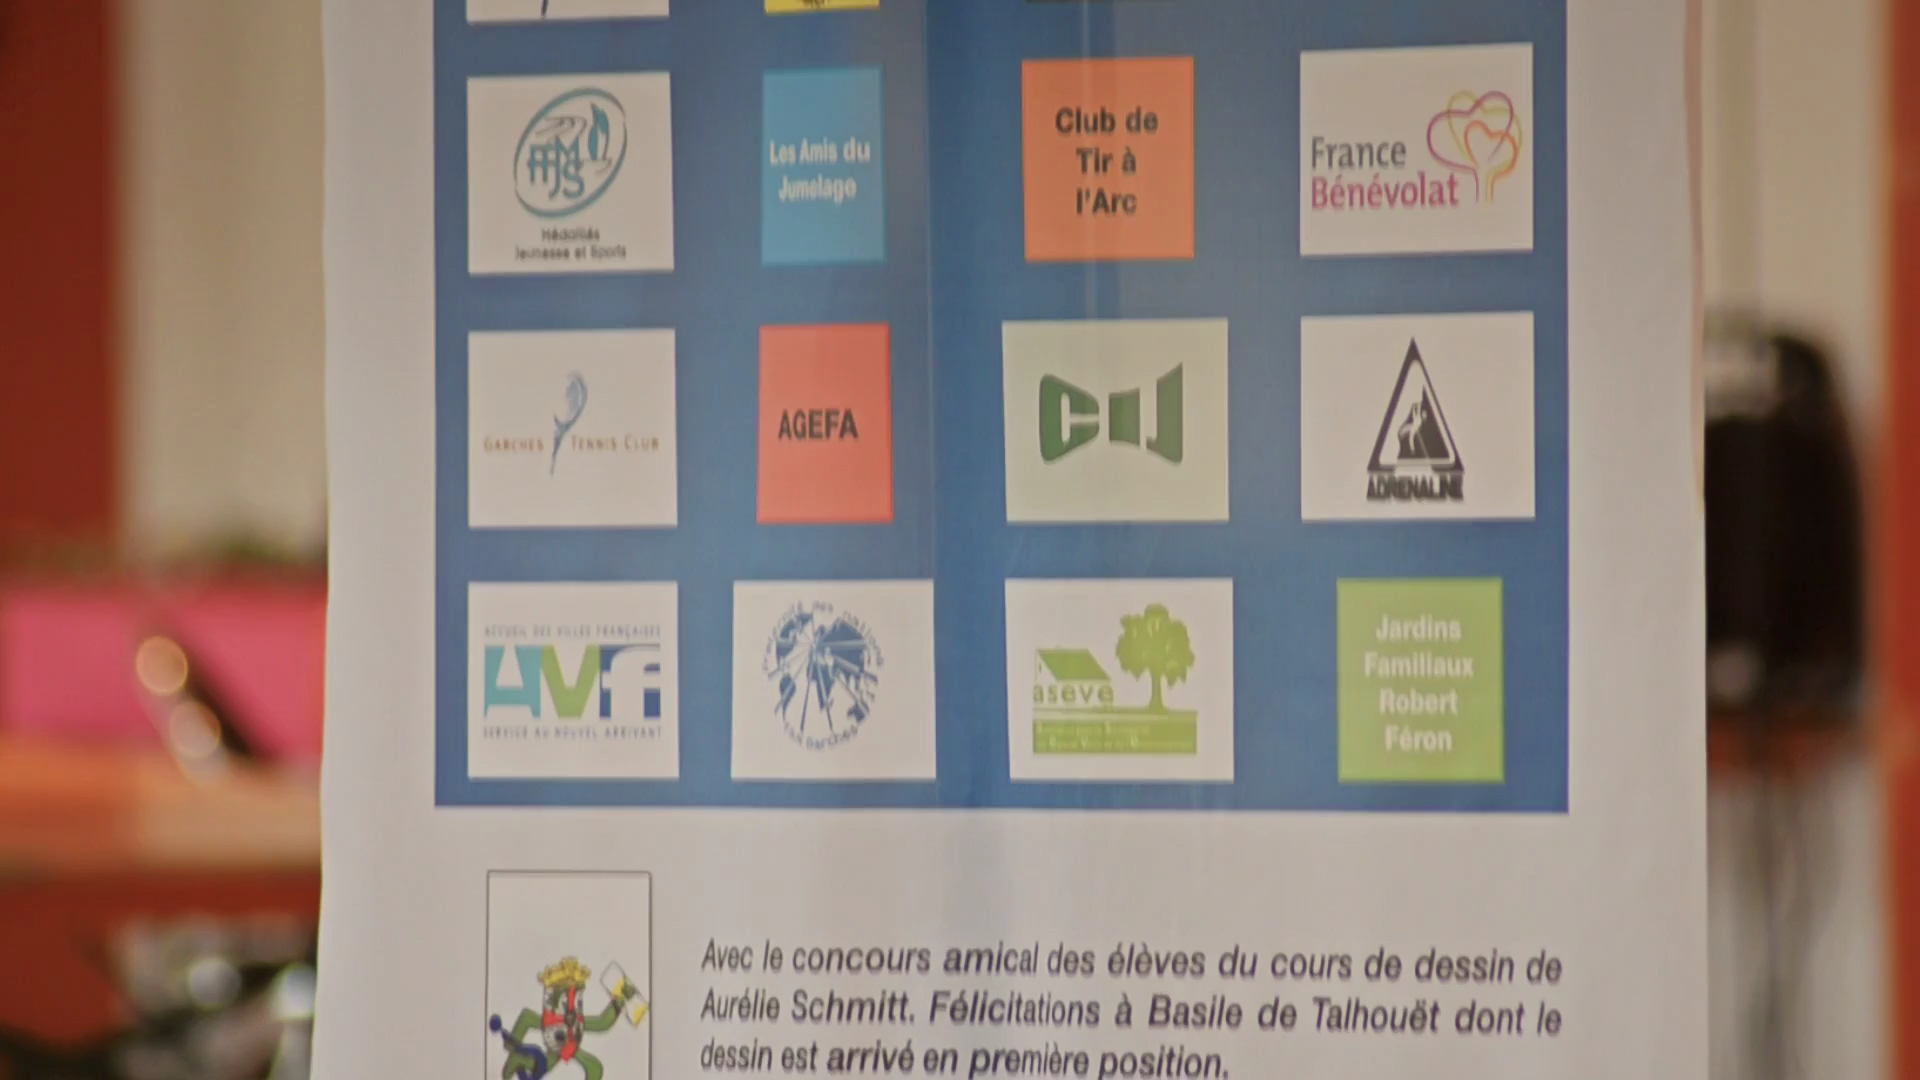 FFMJS
Médaillés
Jeunesse et Sports
Les Amis du
Jumelage
Club de
Tir à
l'Arc
France
Bénévolat
GARCHES TENNIS CLUB
AGEFA
CIJ
ADRENALINE
ACCUEIL DES VILLES FRANÇAISES
AVf
SERVICE AU NOUVEL ARRIVANT
aseve
Jardins
Familiaux
Robert
Féron
Avec le concours amical des élèves du cours de dessin de
Aurélie Schmitt. Félicitations à Basile de Talhouët dont le
dessin est arrivé en première position.